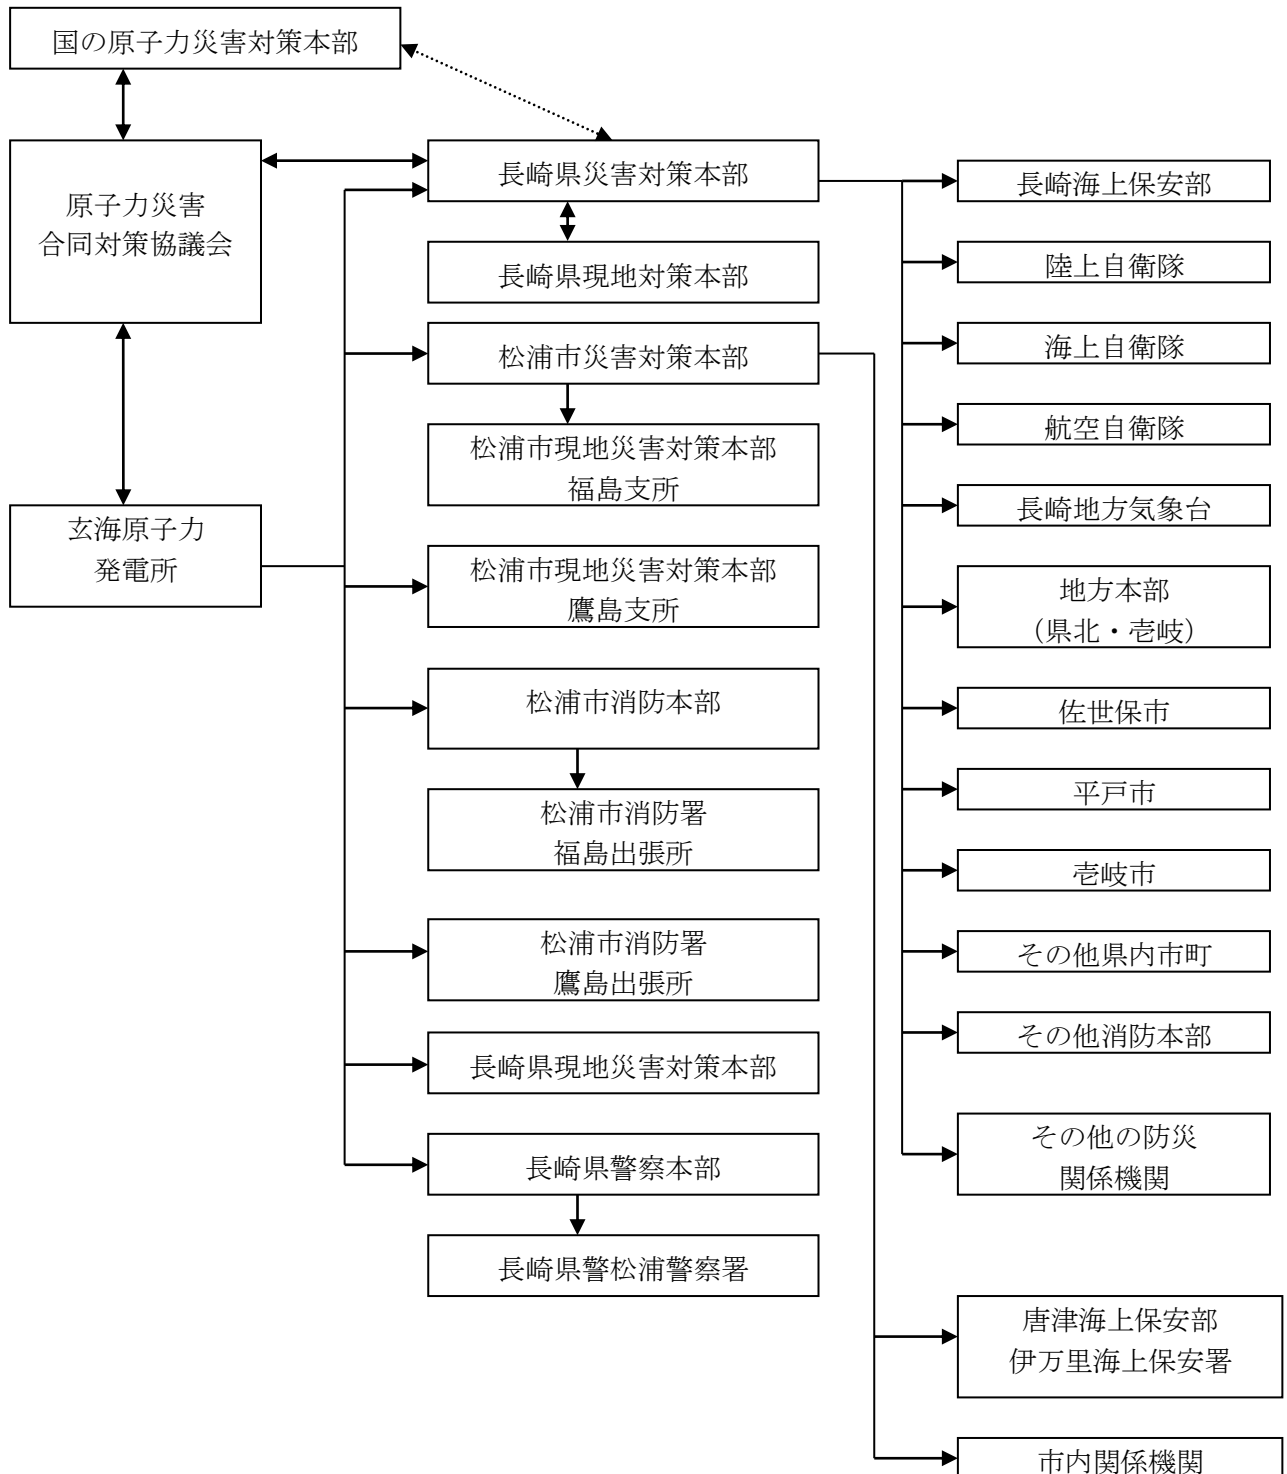 国の原子力災害対策本部
原子力災害
合同対策協議会
玄海原子力
発電所
長崎県災害対策本部
長崎県現地対策本部
松浦市災害対策本部
松浦市現地災害対策本部
福島支所
松浦市現地災害対策本部
鷹島支所
松浦市消防本部
松浦市消防署
福島出張所
松浦市消防署
鷹島出張所
長崎県現地災害対策本部
長崎県警察本部
長崎県警松浦警察署
長崎海上保安部
陸上自衛隊
海上自衛隊
航空自衛隊
長崎地方気象台
地方本部
（県北・壱岐）
佐世保市
平戸市
壱岐市
その他県内市町
その他消防本部
その他の防災
関係機関
唐津海上保安部
伊万里海上保安署
市内関係機関